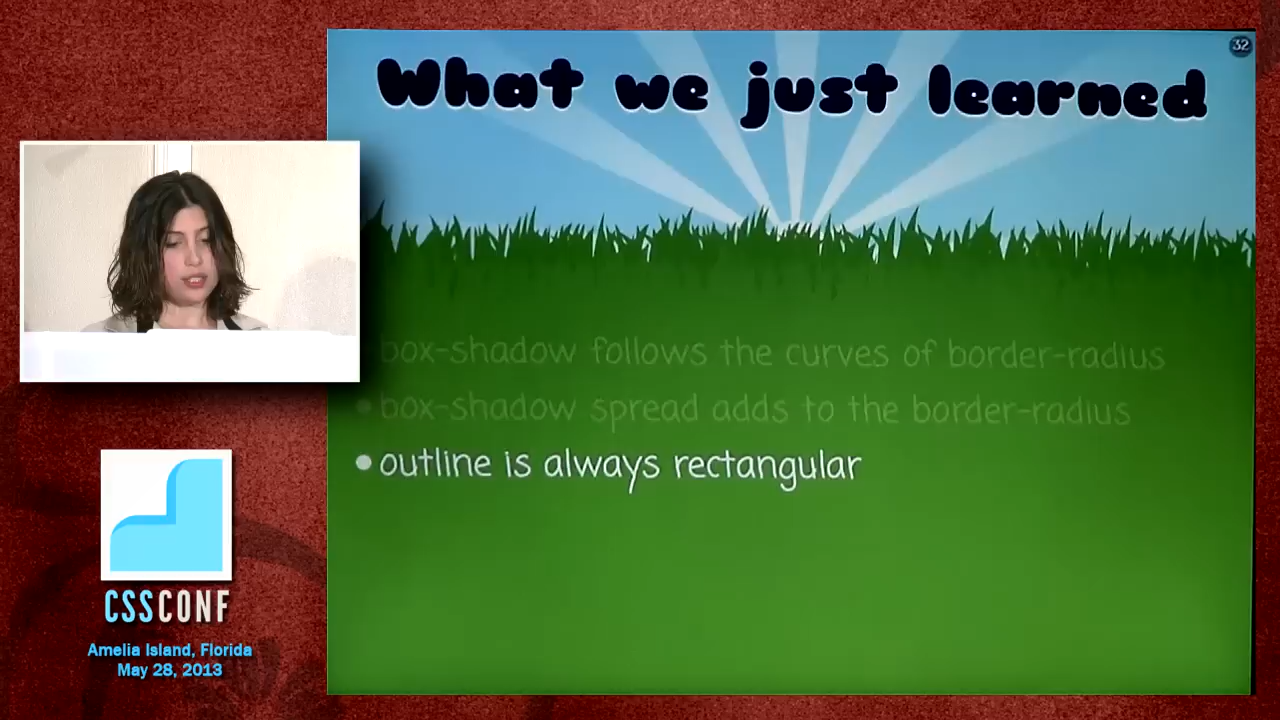 32
What we just learned
box-shadow follows the curves of border-radius
• box-shadow spread adds to the border-radius
• outline is always rectangular
CSSCONF
Amelia Island, Florida
May 28, 2013